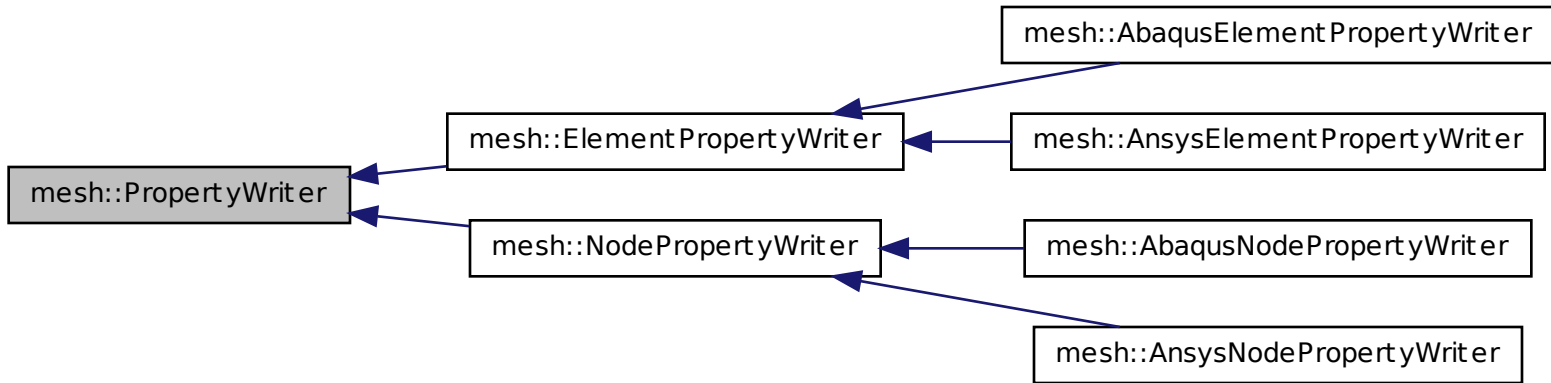 mesh::AbaqusElementPropertyWriter
mesh::ElementPropertyWriter
mesh::AnsysElementPropertyWriter
mesh::PropertyWriter
mesh::NodePropertyWriter
mesh::AbaqusNodePropertyWriter
mesh::AnsysNodePropertyWriter